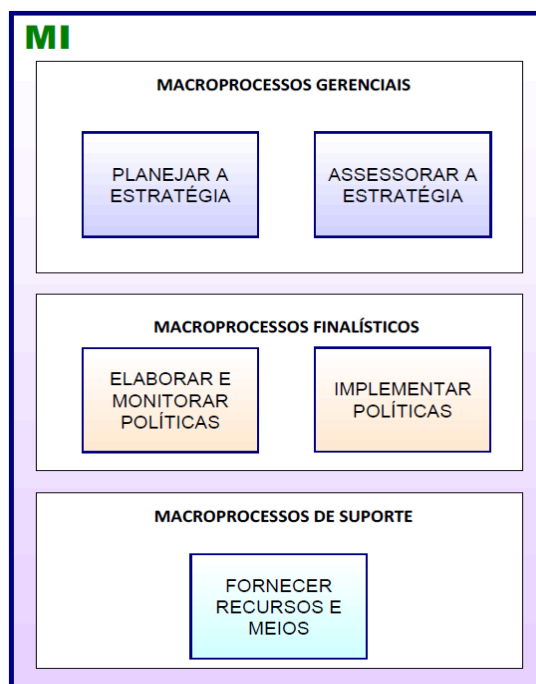 MI
MACROPROCESSOS GERENCIAIS
PLANEJAR A
ESTRATÉGIA
ASSESSORAR A
ESTRATÉGIA
MACROPROCESSOS FINALÍSTICOS
ELABORAR E
MONITORAR
POLÍTICAS
IMPLEMENTAR
POLÍTICAS
MACROPROCESSOS DE SUPORTE
FORNECER
RECURSOS E
MEIOS